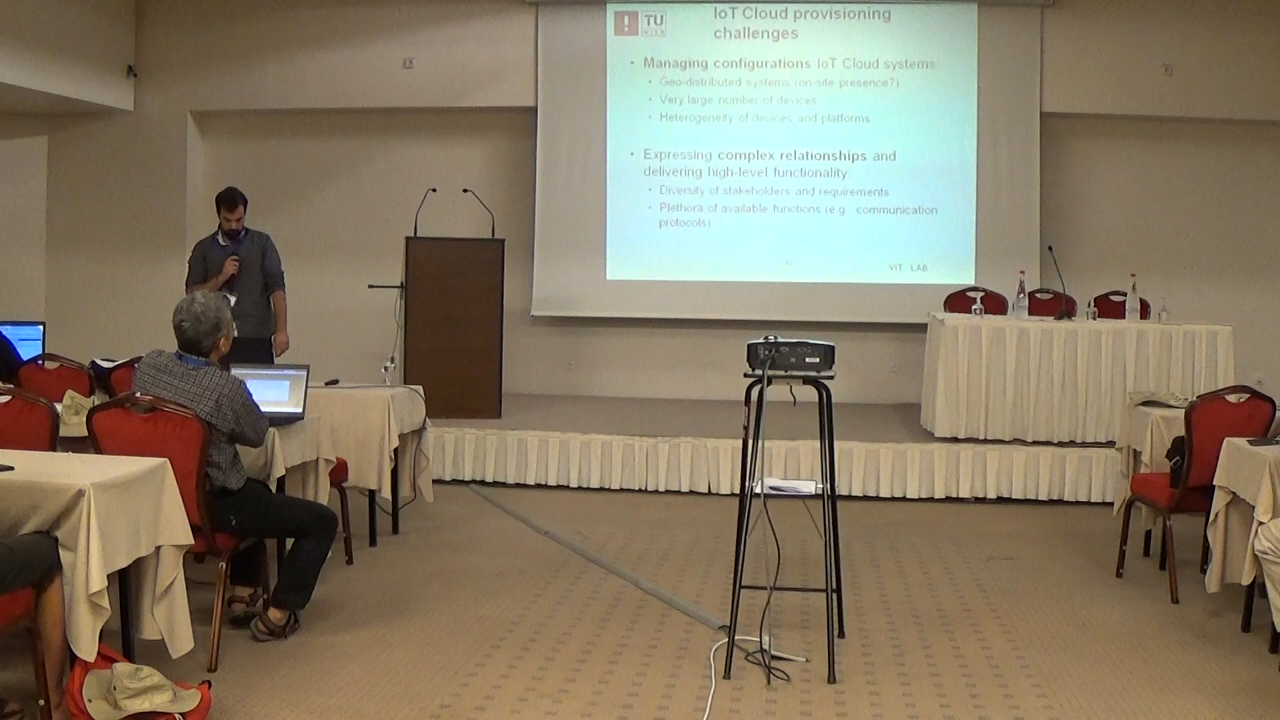 TU
WIEN
IoT Cloud provisioning
challenges
• Managing configurations IoT Cloud systems
• Geo-distributed systems (on-site presence?)
• Very large number of devices
• Heterogeneity of devices and platforms
• Expressing complex relationships and
delivering high-level functionality
• Diversity of stakeholders and requirements
• Plethora of available functions (e.g. communication
protocols)
LAB